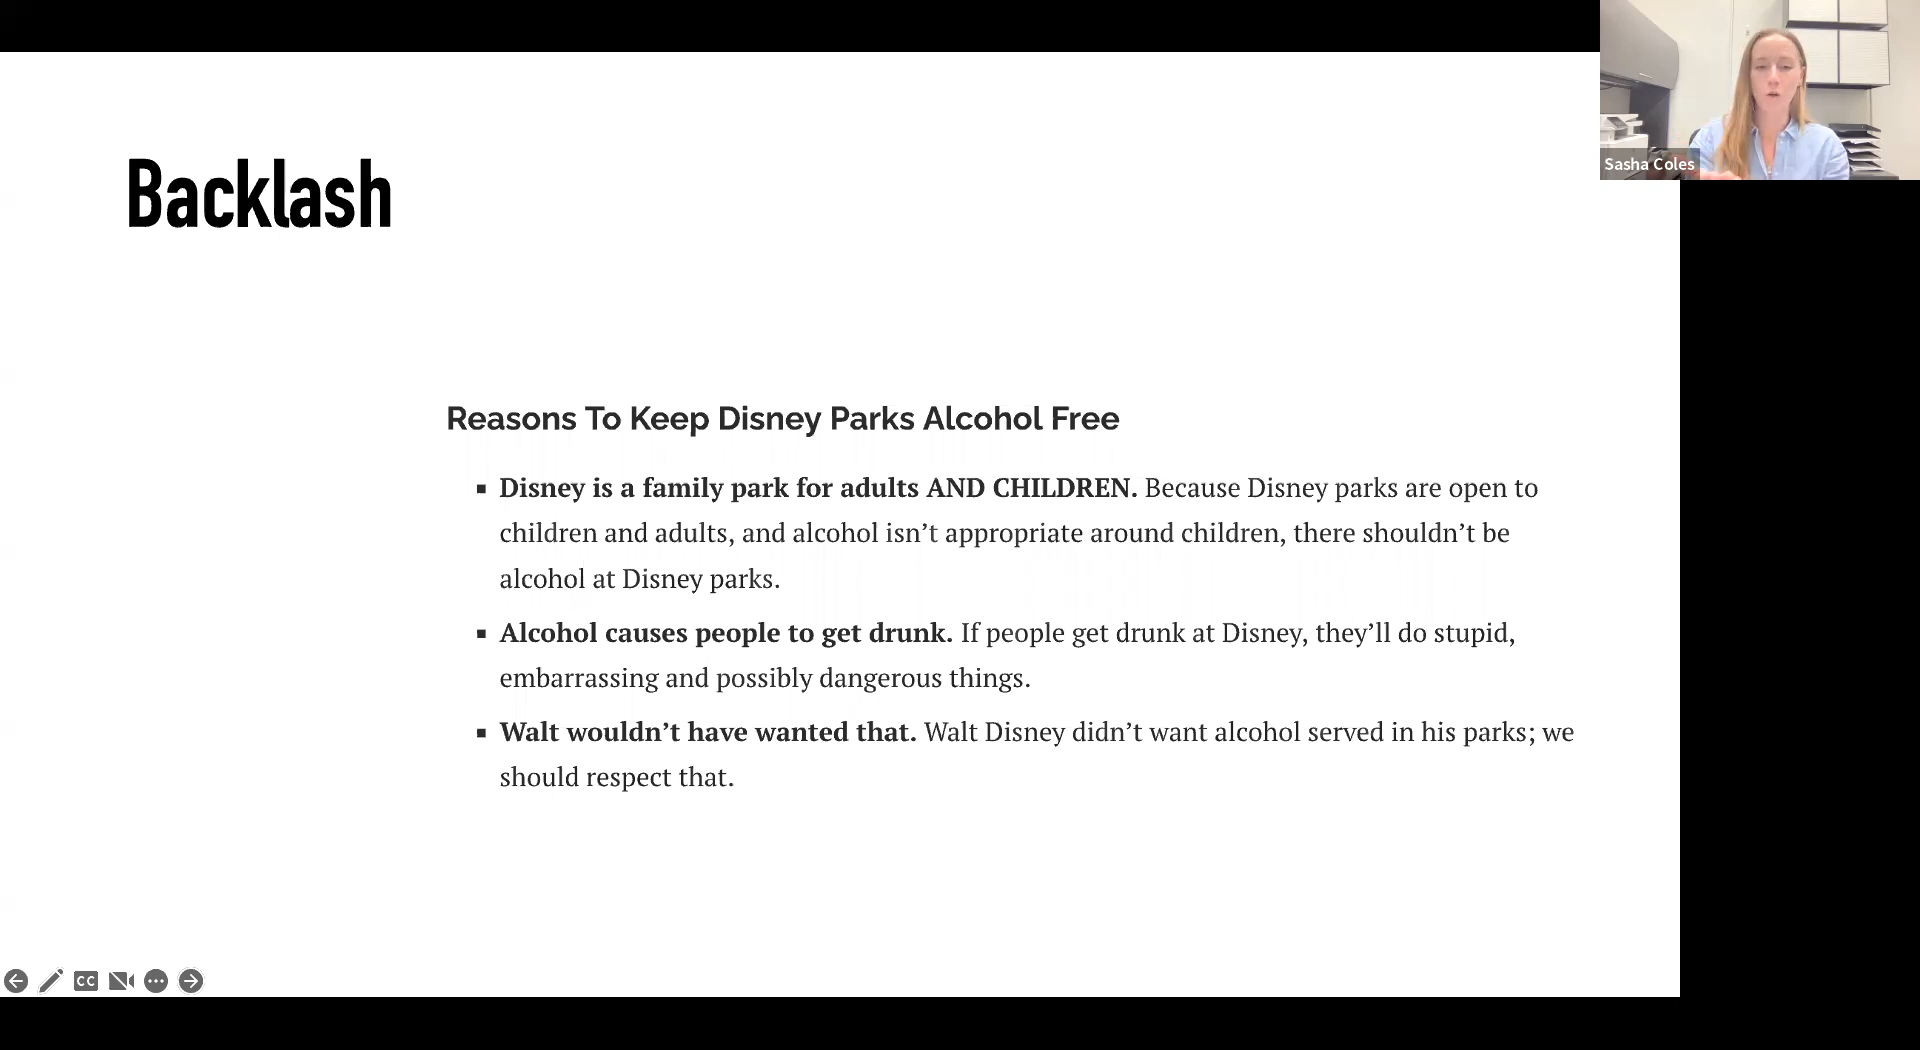 Backlash
Sasha Coles
Reasons To Keep Disney Parks Alcohol Free
▪ Disney is a family park for adults AND CHILDREN. Because Disney parks are open to
children and adults, and alcohol isn’t appropriate around children, there shouldn’t be
alcohol at Disney parks.
▪ Alcohol causes people to get drunk. If people get drunk at Disney, they’ll do stupid,
embarrassing and possibly dangerous things.
▪ Walt wouldn’t have wanted that. Walt Disney didn’t want alcohol served in his parks; we
should respect that.
CC